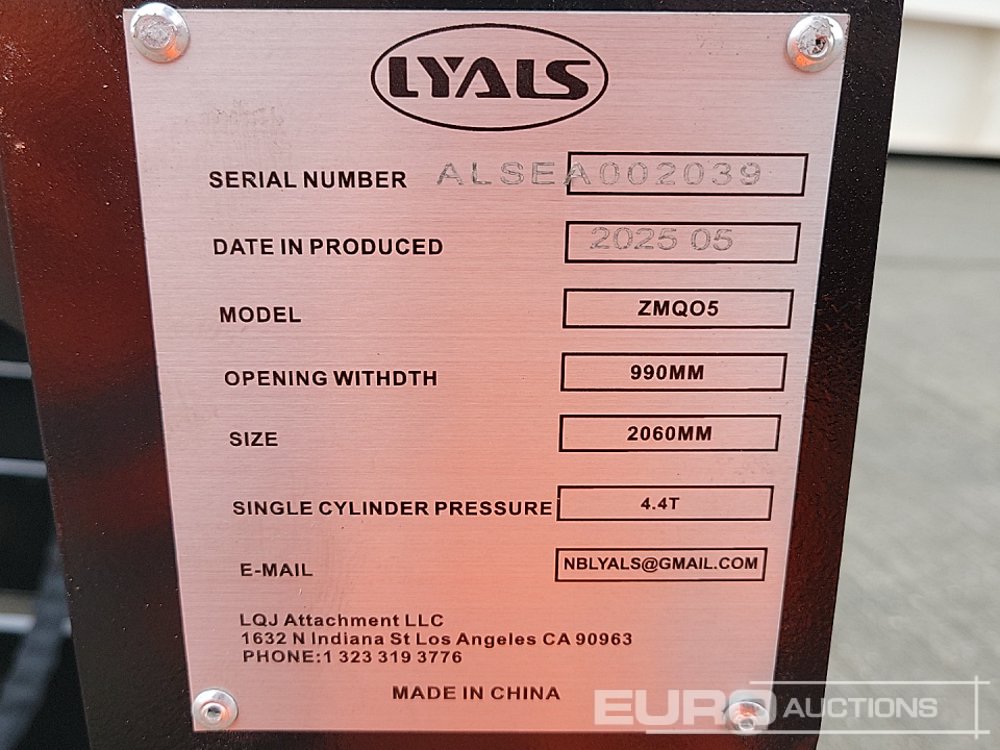 LYALS
SERIAL NUMBER ALSEA002039
DATE IN PRODUCED 2025 05
MODEL ZMQO5
OPENING WITHDTH 990MM
SIZE 2060MM
SINGLE CYLINDER PRESSURE 4.4T
E-MAIL NBLYALS@GMAIL.COM
LQJ Attachment LLC
1632 N Indiana St Los Angeles CA 90963
PHONE:1 323 319 3776
MADE IN CHINA
EURO AUCTIONS